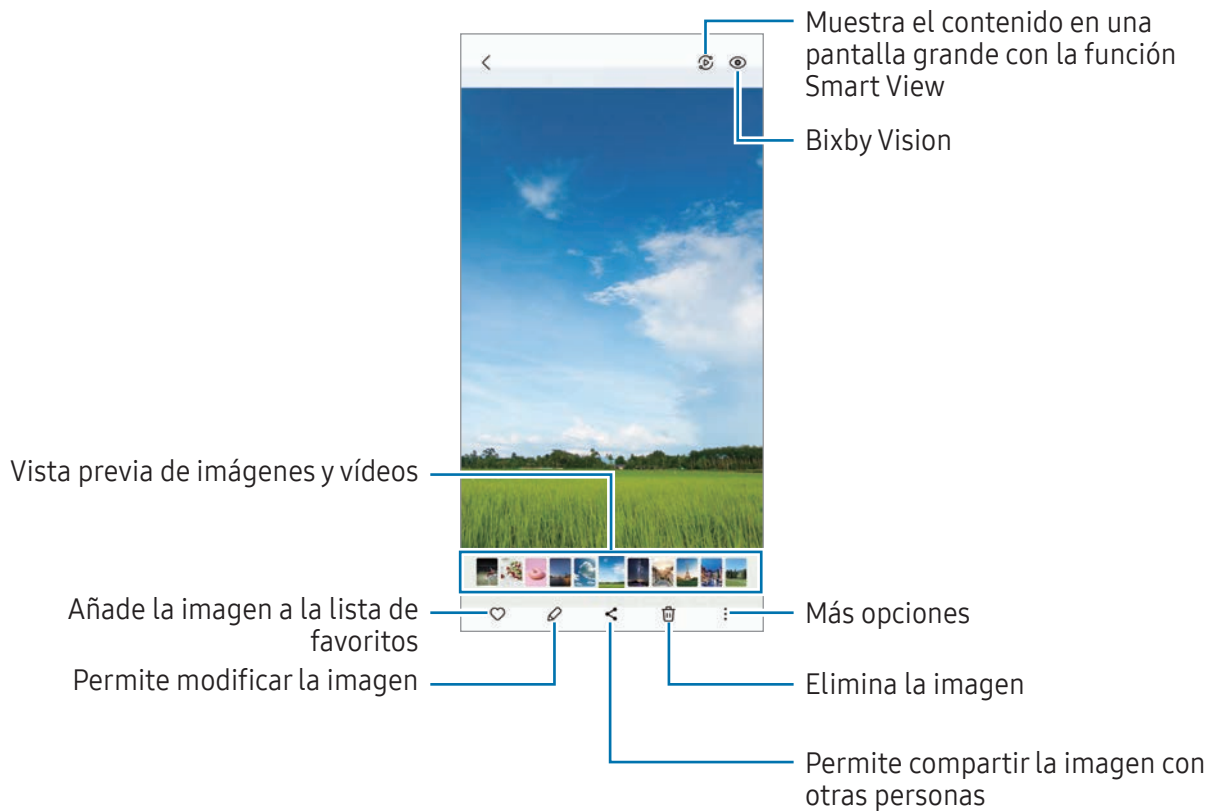 Muestra el contenido en una
pantalla grande con la función
Smart View
Bixby Vision
Vista previa de imágenes y vídeos
Añade la imagen a la lista de
favoritos
Más opciones
Permite modificar la imagen
Elimina la imagen
Permite compartir la imagen con
otras personas